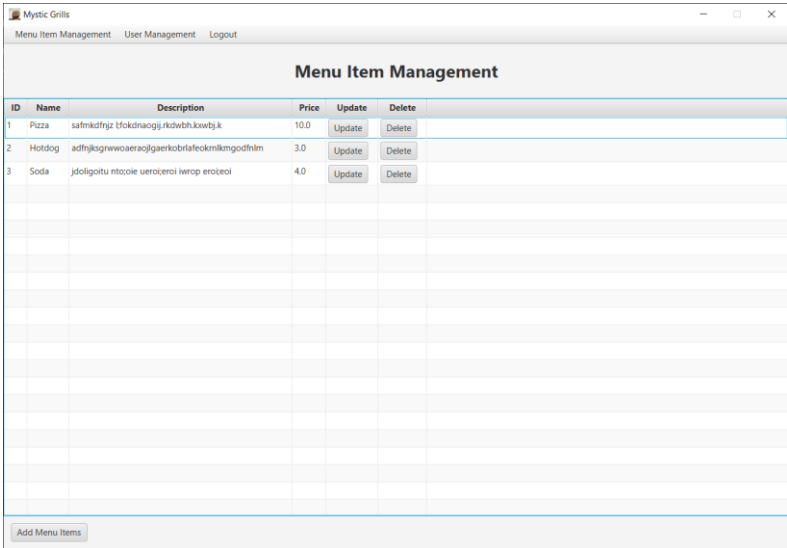 Mystic Grills
Menu Item Management User Management Logout
Menu Item Management
ID Name Description Price Update Delete
1 Pizza safmkdfnjz l;fokdnaogij.rkdwbh.kxwbj.k 10.0 Update Delete
2 Hotdog adfnjksgrwwoaeraojlgaerkobrlafeokrnlkmgodfnlm 3.0 Update Delete
3 Soda jdoligoitu nto;oie ueroi;eroi iwrop eroi;eoi 4.0 Update Delete
Add Menu Items